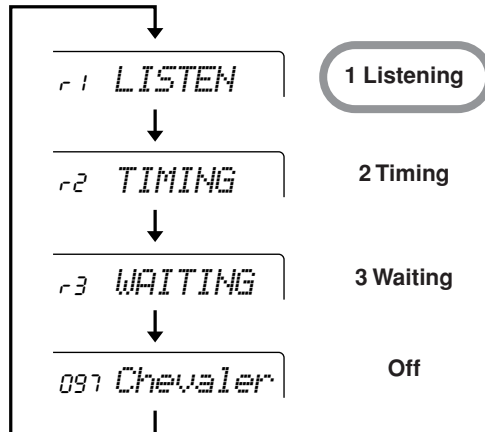 r1 LISTEN
1 Listening
r2 TIMING
2 Timing
r3 WAITING
3 Waiting
097 Chevaler
Off